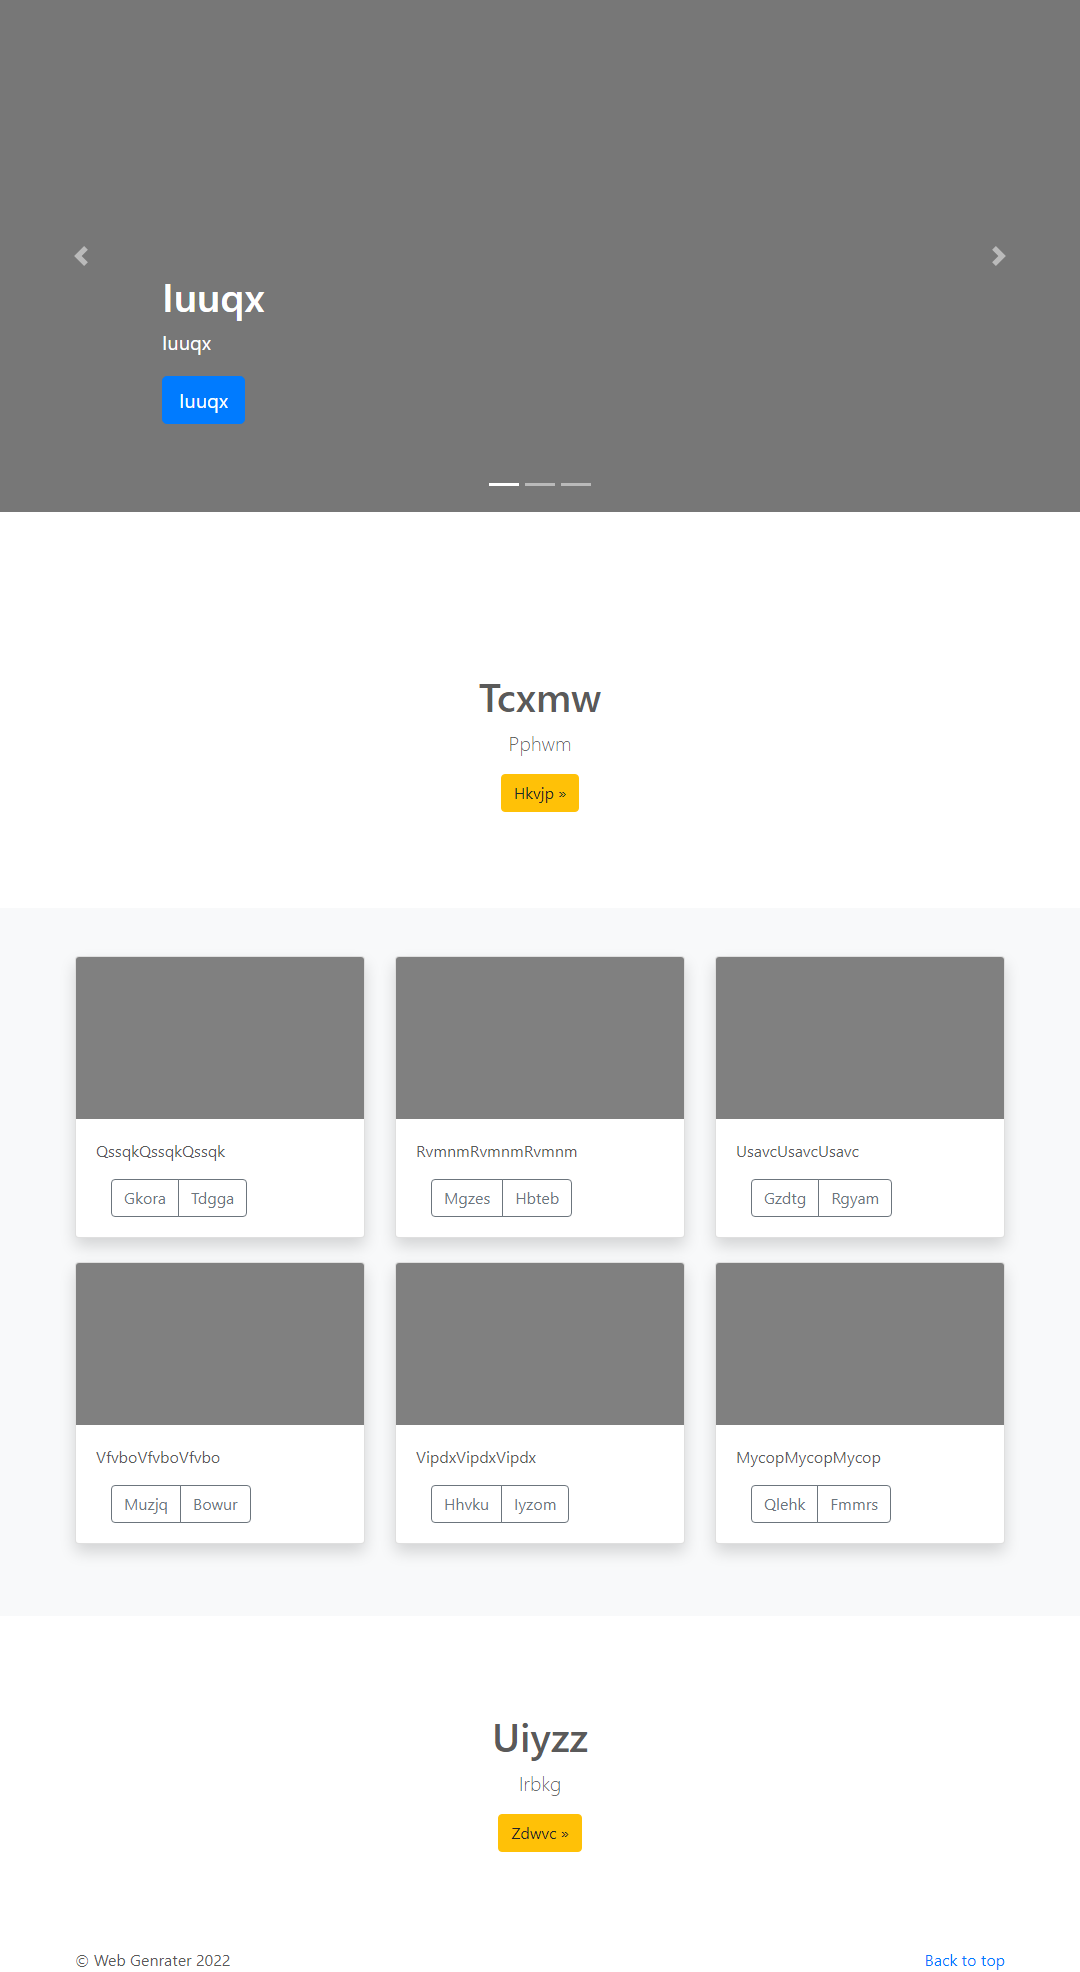 Iuuqx
Iuuqx
Iuuqx
Tcxmw
Pphwm
Hkvjp »
QssqkQssqkQssqk
Gkora Tdgga
RvmnmRvmnmRvmnm
Mgzes Hbteb
UsavcUsavcUsavc
Gzdtg Rgyam
VfvboVfvboVfvbo
Muzjq Bowur
VipdxVipdxVipdx
Hhvku Iyzom
MycopMycopMycop
Qlehk Fmmrs
Uiyzz
Irbkg
Zdwvc »
© Web Genrater 2022
Back to top